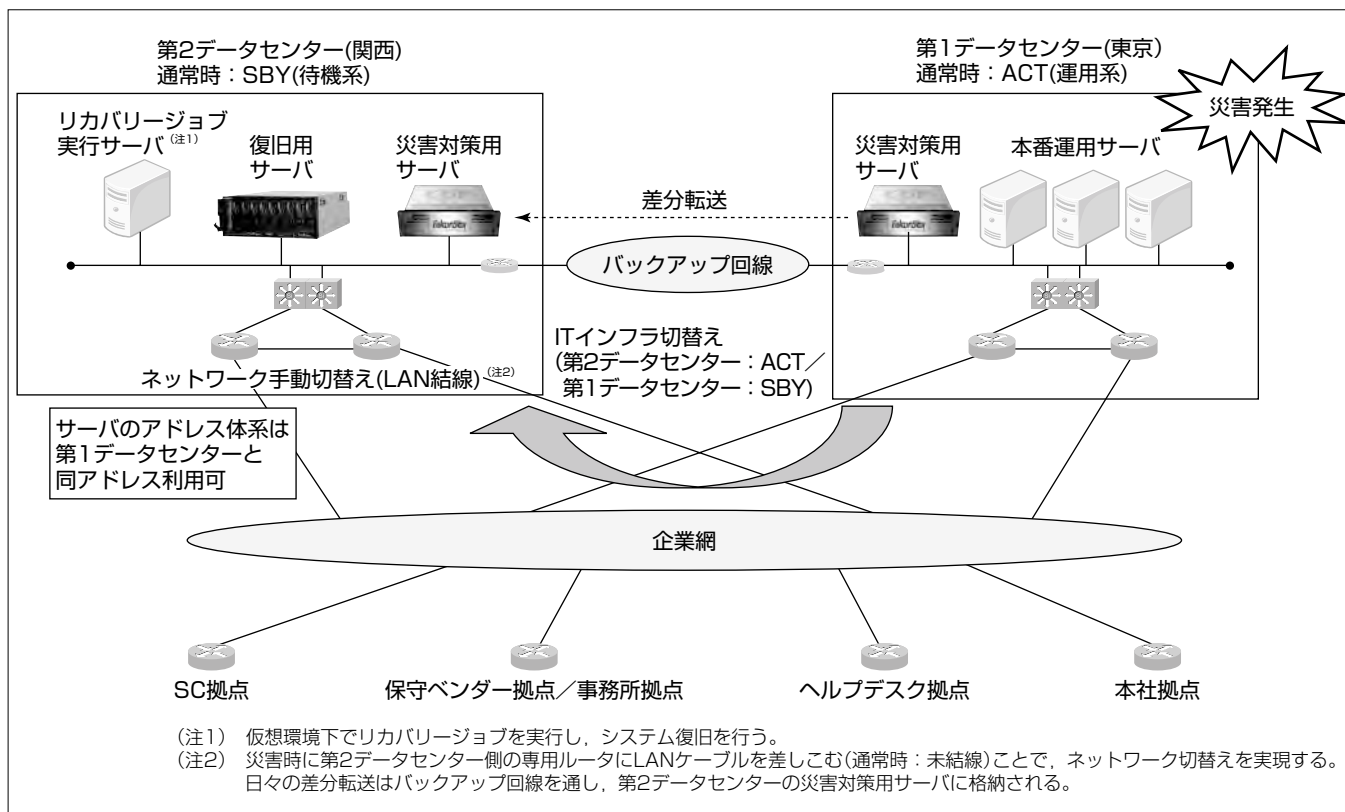 第2データセンター(関西)
通常時:SBY(待機系)
第1データセンター(東京)
通常時:ACT(運用系)
災害発生
リカバリージョブ
実行サーバ(注1)
復旧用
サーバ
災害対策用
サーバ
災害対策用
サーバ
本番運用サーバ
差分転送
バックアップ回線
ITインフラ切替え
(第2データセンター:ACT/
第1データセンター:SBY)
ネットワーク手動切替え(LAN結線)(注2)
サーバのアドレス体系は
第1データセンターと
同アドレス利用可
企業網
SC拠点
保守ベンダー拠点/事務所拠点
ヘルプデスク拠点
本社拠点
(注1) 仮想環境下でリカバリージョブを実行し,システム復旧を行う。
(注2) 災害時に第2データセンター側の専用ルータにLANケーブルを差しこむ(通常時:未結線)ことで,ネットワーク切替えを実現する。
日々の差分転送はバックアップ回線を通し,第2データセンターの災害対策用サーバに格納される。